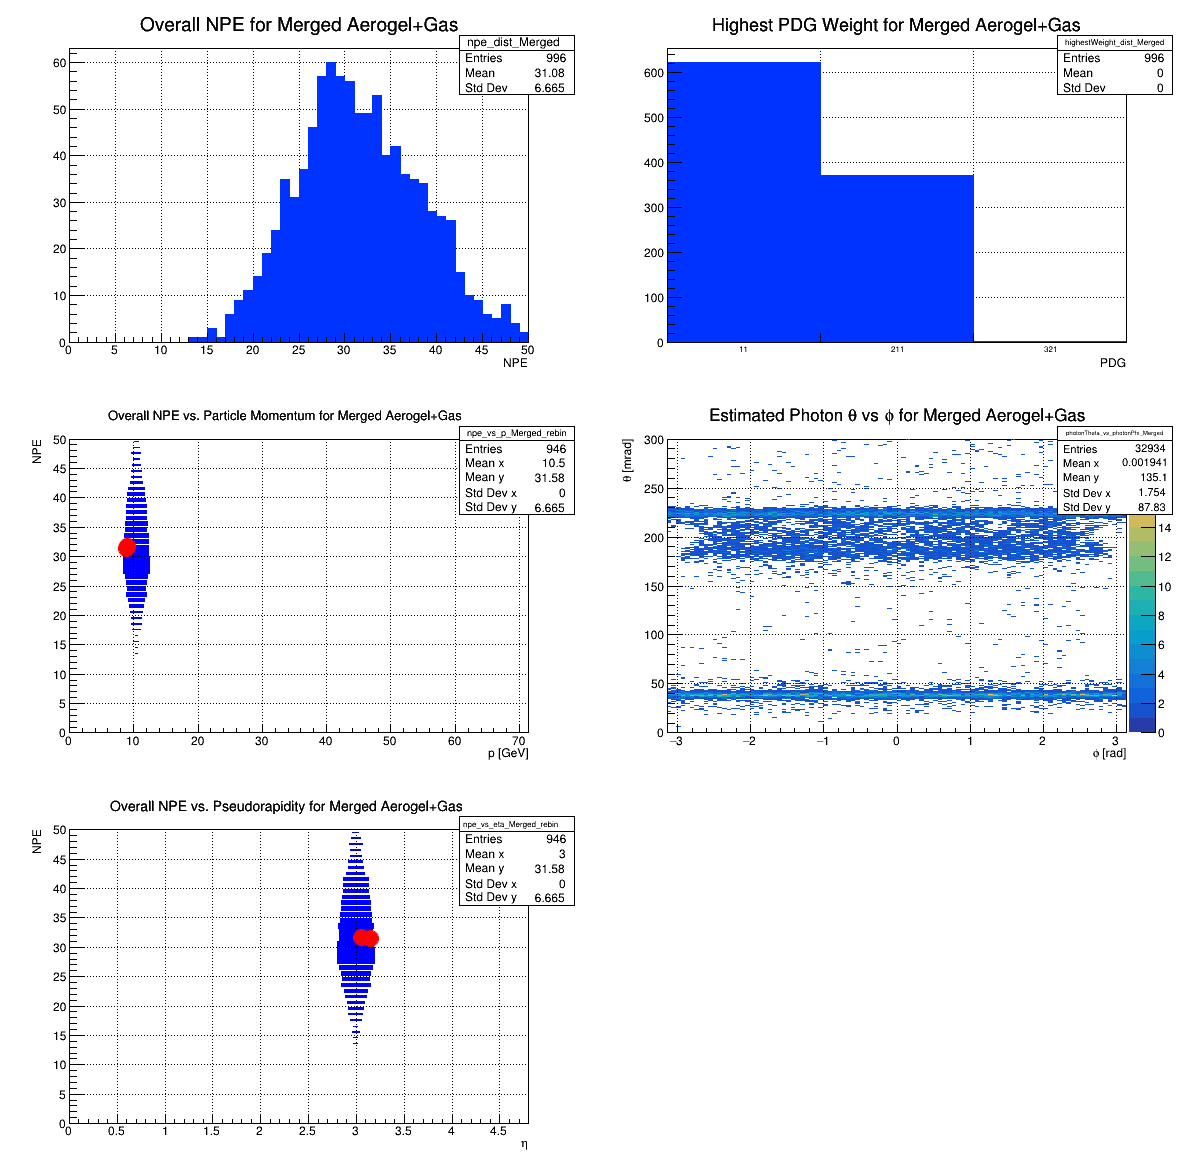 Overall NPE for Merged Aerogel+Gas
npe_dist_Merged
Entries 996
Mean 31.08
Std Dev 6.665
60
50
40
30
20
10
0
0 5 10 15 20 25 30 35 40 45 50
NPE
Highest PDG Weight for Merged Aerogel+Gas
highestWeight_dist_Merged
Entries 996
Mean 0
Std Dev 0
600
500
400
300
200
100
0
11 211 321
PDG
Overall NPE vs. Particle Momentum for Merged Aerogel+Gas
npe_vs_p_Merged_rebin
Entries 946
Mean x 10.5
Mean y 31.58
Std Dev x 0
Std Dev y 6.665
NPE
50
45
40
35
30
25
20
15
10
5
0
0 10 20 30 40 50 60 70
p [GeV]
Estimated Photon θ vs ϕ for Merged Aerogel+Gas
photonTheta_vs_photonPhi_Merged
Entries 32934
Mean x 0.001941
Mean y 135.1
Std Dev x 1.754
Std Dev y 87.83
θ [mrad]
300
250
200
150
100
50
0
−3 −2 −1 0 1 2 3
ϕ [rad]
14
12
10
8
6
4
2
0
Overall NPE vs. Pseudorapidity for Merged Aerogel+Gas
npe_vs_eta_Merged_rebin
Entries 946
Mean x 3
Mean y 31.58
Std Dev x 0
Std Dev y 6.665
NPE
50
45
40
35
30
25
20
15
10
5
0
0 0.5 1 1.5 2 2.5 3 3.5 4 4.5
η